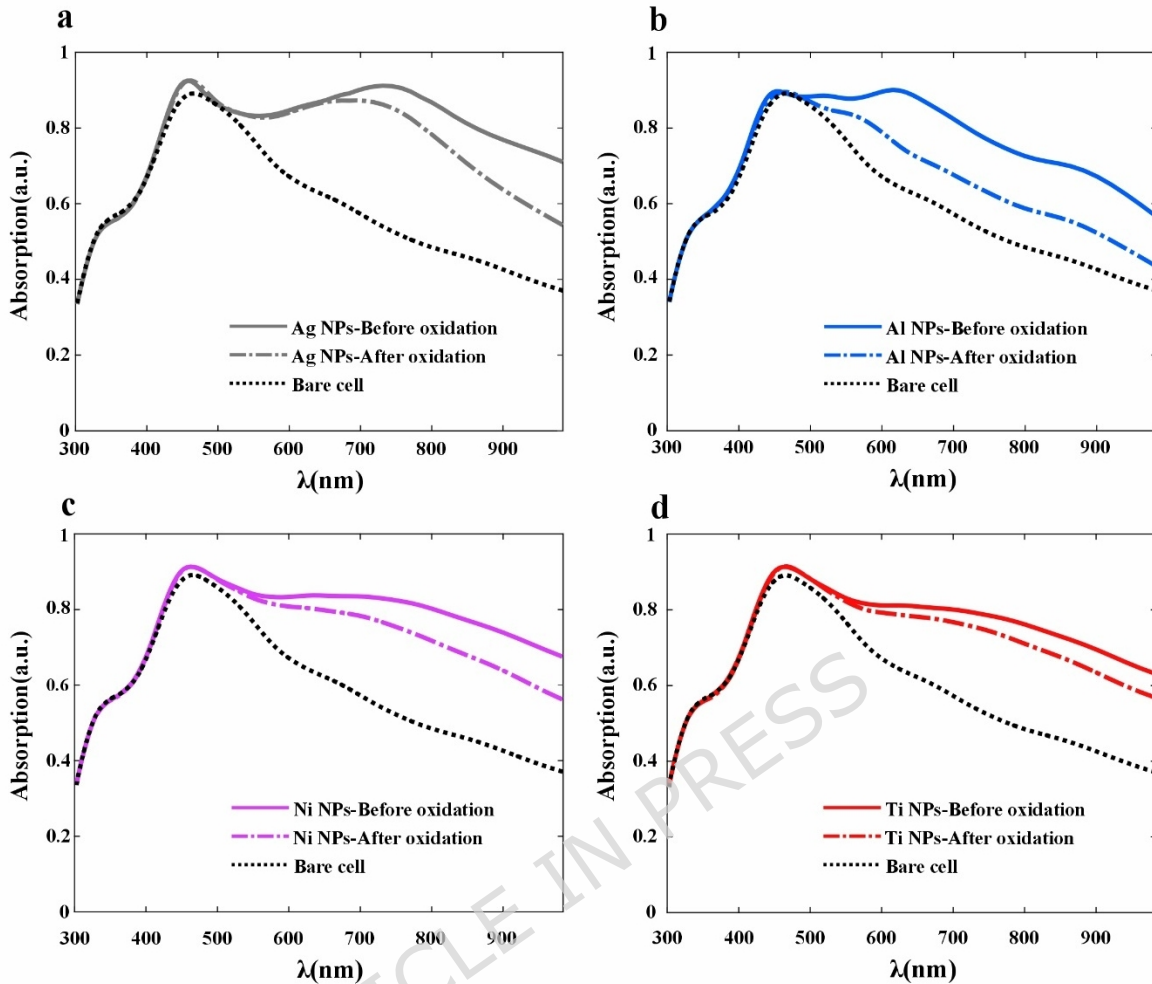 a
Absorption(a.u.)
1
0.8
0.6
0.4
0.2
0
Ag NPs-Before oxidation
Ag NPs-After oxidation
Bare cell
300 400 500 600 700 800 900
λ(nm)
b
Absorption(a.u.)
1
0.8
0.6
0.4
0.2
0
Al NPs-Before oxidation
Al NPs-After oxidation
Bare cell
300 400 500 600 700 800 900
λ(nm)
c
Absorption(a.u.)
1
0.8
0.6
0.4
0.2
0
Ni NPs-Before oxidation
Ni NPs-After oxidation
Bare cell
300 400 500 600 700 800 900
λ(nm)
d
Absorption(a.u.)
1
0.8
0.6
0.4
0.2
0
Ti NPs-Before oxidation
Ti NPs-After oxidation
Bare cell
300 400 500 600 700 800 900
λ(nm)
ICLE IN PRESS